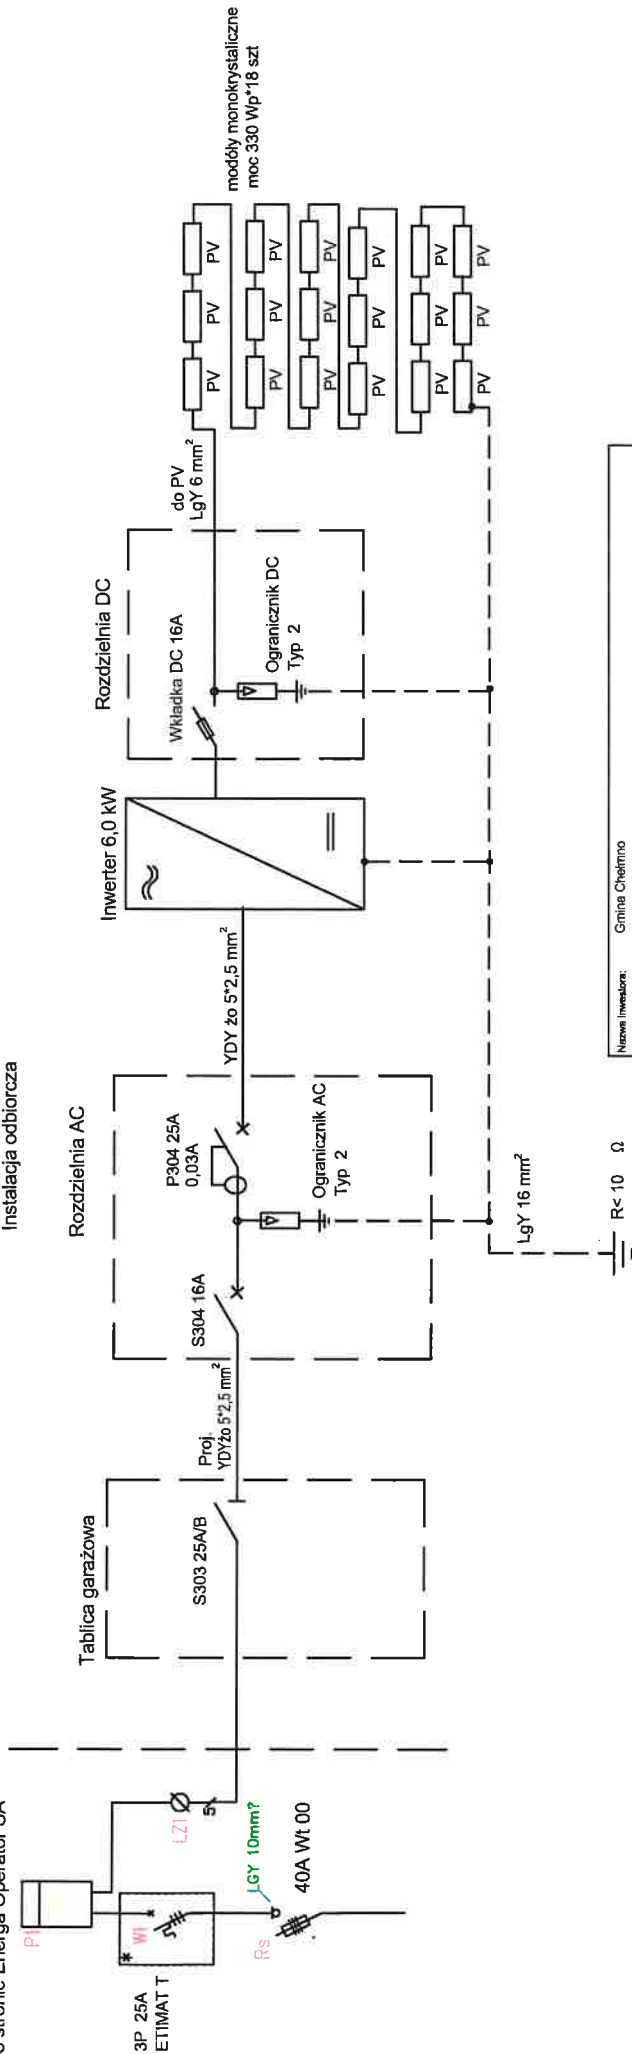 o stronie Energa Operator SA
P1
3P 25A
ETIMAT T
*
W1
ŁZ1
5
LGY 10mm?
Rs
40A Wt 00
Instalacja odbiorcza
Tablica garażowa
S303 25A/B
Proj.
YDYżo 5*2,5 mm²
Rozdzielnia AC
S304 16A
P304 25A
0,03A
Ogranicznik AC
Typ 2
YDY żo 5*2,5 mm²
Inwerter 6,0 kW
Rozdzielnia DC
Wkładka DC 16A
Ogranicznik DC
Typ 2
do PV
LgY 6 mm²
PV PV PV
PV PV PV
PV PV PV
PV PV PV
PV PV PV
PV PV PV
modóły monokrystaliczne
moc 330 Wp*18 szt
LgY 16 mm²
R< 10 Ω
Nazwa Inwestora: Gmina Chełmno